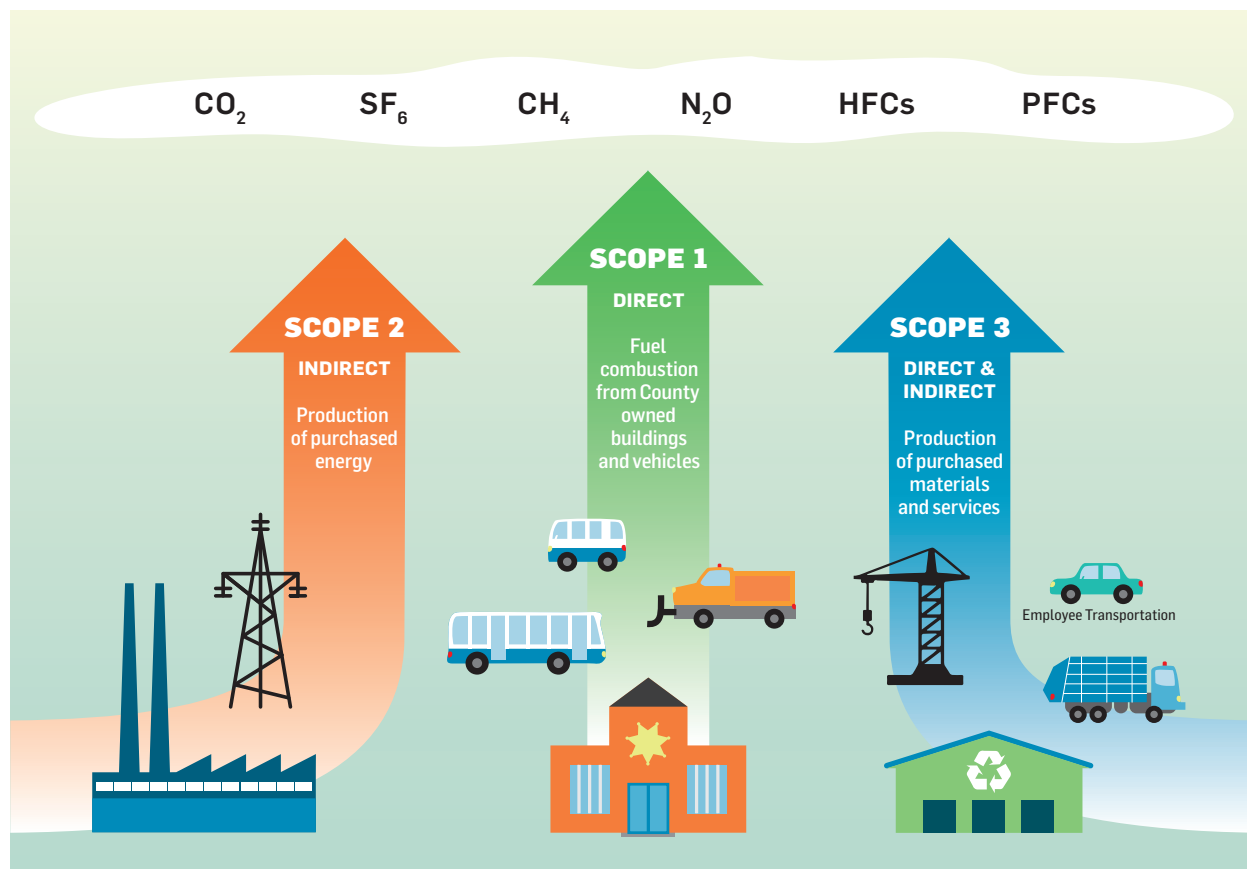 CO₂ SF₆ CH₄ N₂O HFCs PFCs
SCOPE 2
INDIRECT
Production
of purchased
energy
SCOPE 1
DIRECT
Fuel
combustion
from County
owned
buildings
and vehicles
SCOPE 3
DIRECT &
INDIRECT
Production
of purchased
materials
and services
Employee Transportation